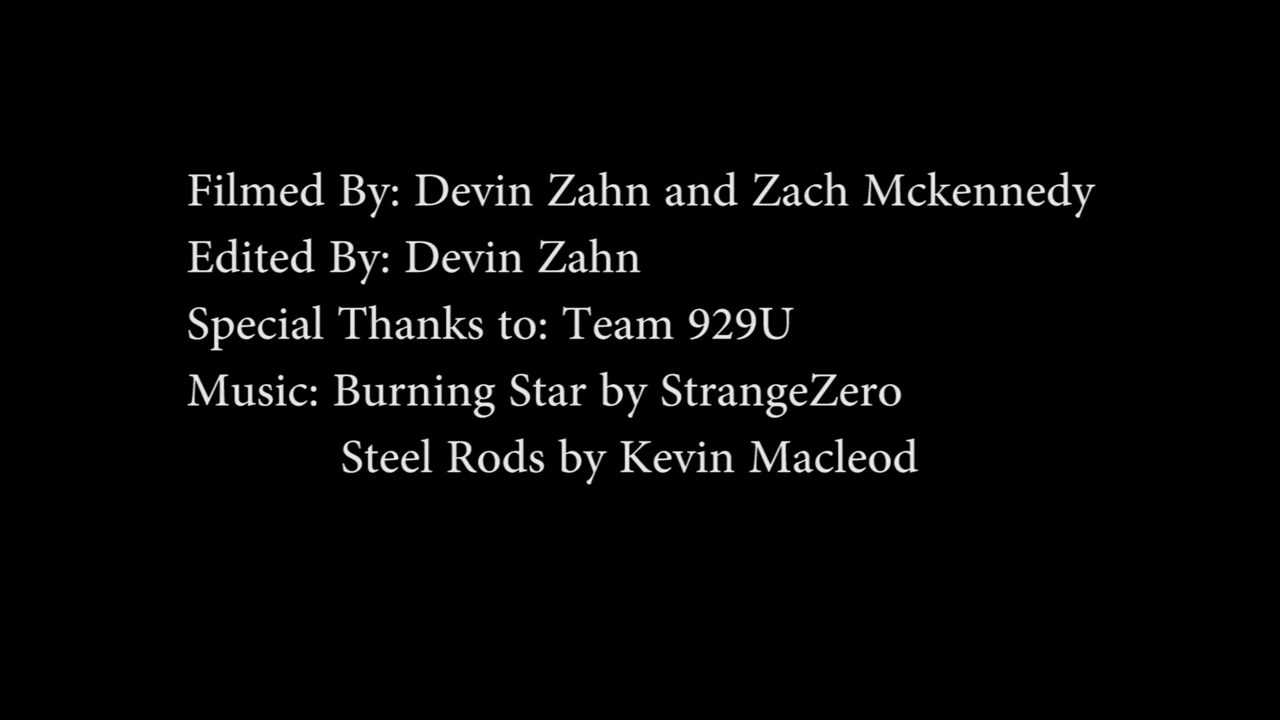 Filmed By: Devin Zahn and Zach Mckennedy
Edited By: Devin Zahn
Special Thanks to: Team 929U
Music: Burning Star by StrangeZero
Steel Rods by Kevin Macleod